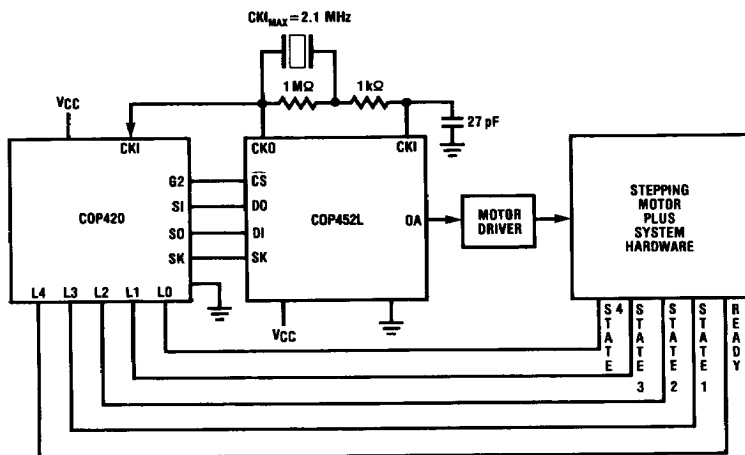 CKIMAX = 2.1 MHz
1 MΩ
1 kΩ
VCC
27 pF
CKI
CKO
CKI
G2
CS
SI
DO
COP420
COP452L
OA
MOTOR
DRIVER
STEPPING
MOTOR
PLUS
SYSTEM
HARDWARE
SO
DI
SK
SK
L4
L3
L2
L1
L0
VCC
STATE 4
STATE 3
STATE 2
STATE 1
READY